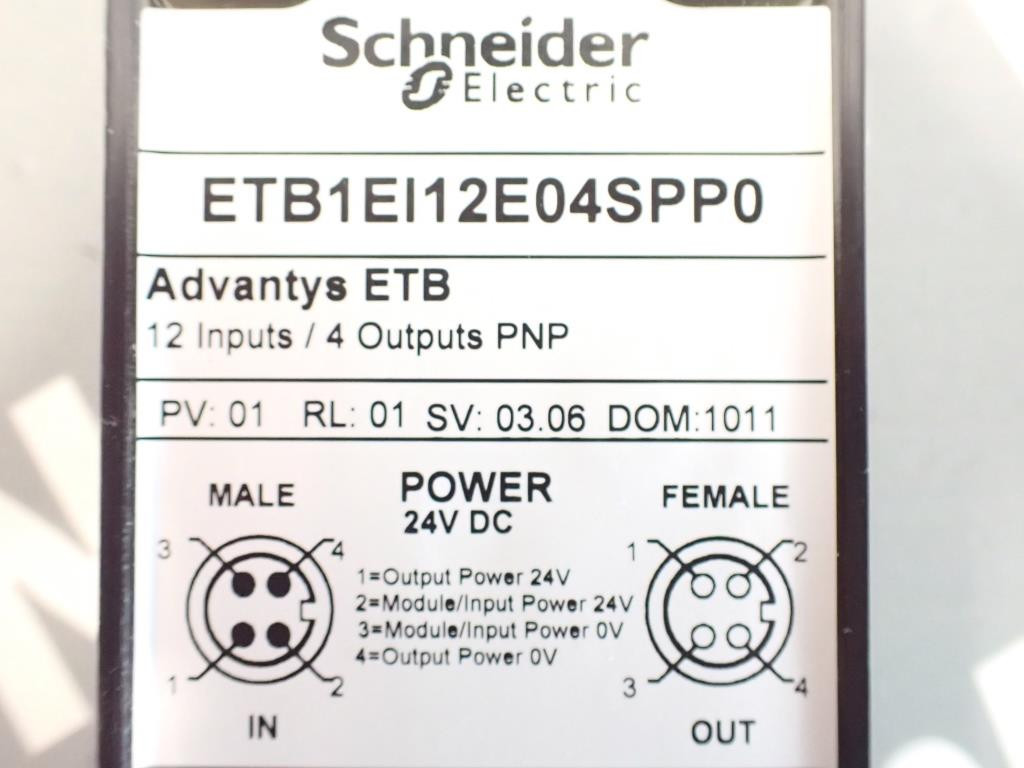 Schneider
Electric
ETB1EI12E04SPP0
Advantys ETB
12 Inputs / 4 Outputs PNP
PV: 01 RL: 01 SV: 03.06 DOM:1011
MALE
POWER
24V DC
FEMALE
3 4
1 2
1=Output Power 24V
2=Module/Input Power 24V
3=Module/Input Power 0V
4=Output Power 0V
1 2
3 4
IN
OUT